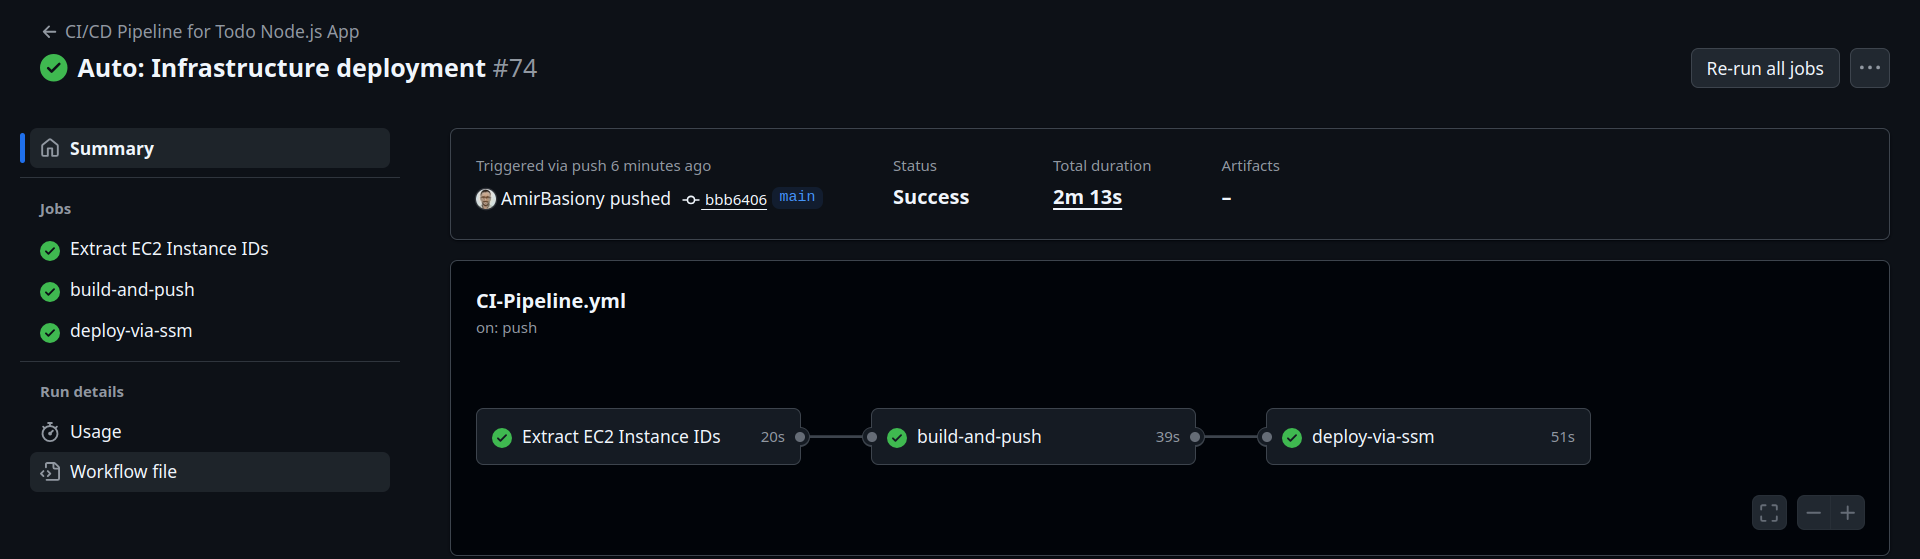 CI/CD Pipeline for Todo Node.js App
Auto: Infrastructure deployment #74
Re-run all jobs
Summary
Jobs
Extract EC2 Instance IDs
build-and-push
deploy-via-ssm
Run details
Usage
Workflow file
Triggered via push 6 minutes ago
AmirBasiony pushed bbb6406 main
Status
Success
Total duration
2m 13s
Artifacts
–
CI-Pipeline.yml
on: push
Extract EC2 Instance IDs 20s
build-and-push 39s
deploy-via-ssm 51s